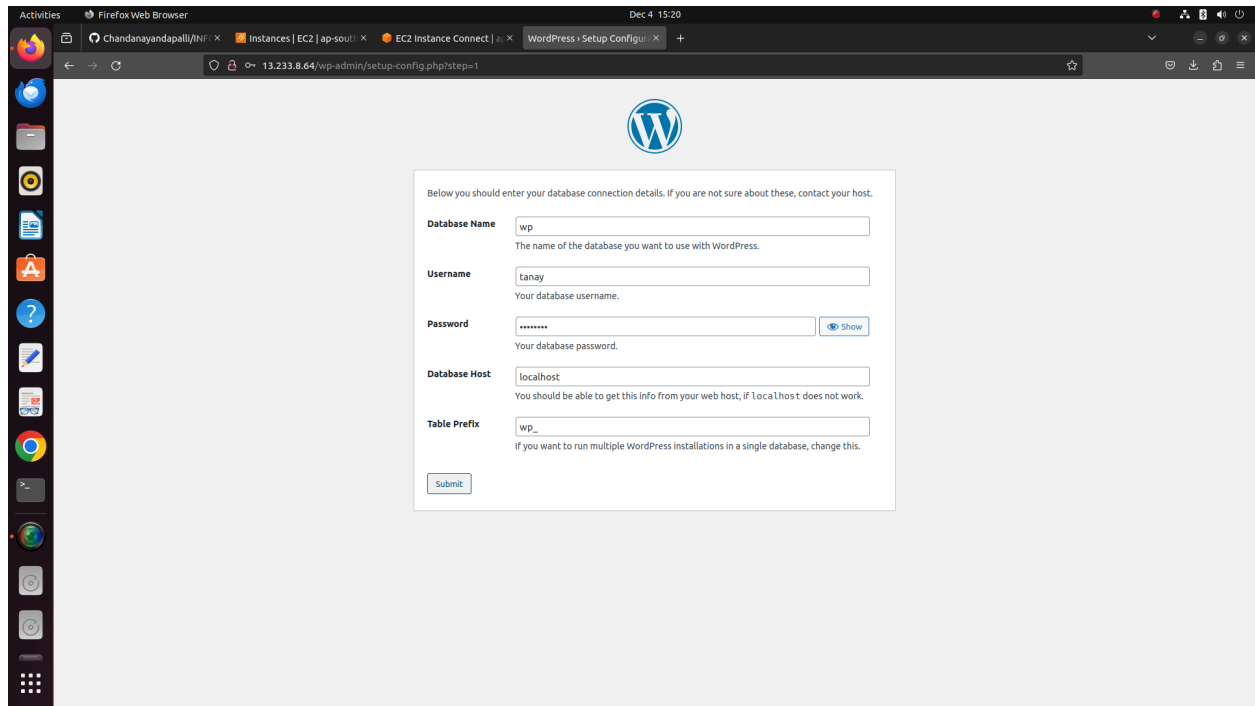 Activities
Firefox Web Browser
Dec 4 15:20
Chandanayandapalli/INF
Instances | EC2 | ap-south
EC2 Instance Connect | a
WordPress › Setup Configur
13.233.8.64/wp-admin/setup-config.php?step=1
Below you should enter your database connection details. If you are not sure about these, contact your host.
Database Name
wp
The name of the database you want to use with WordPress.
Username
tanay
Your database username.
Password
••••••••
Show
Your database password.
Database Host
localhost
You should be able to get this info from your web host, if localhost does not work.
Table Prefix
wp_
If you want to run multiple WordPress installations in a single database, change this.
Submit